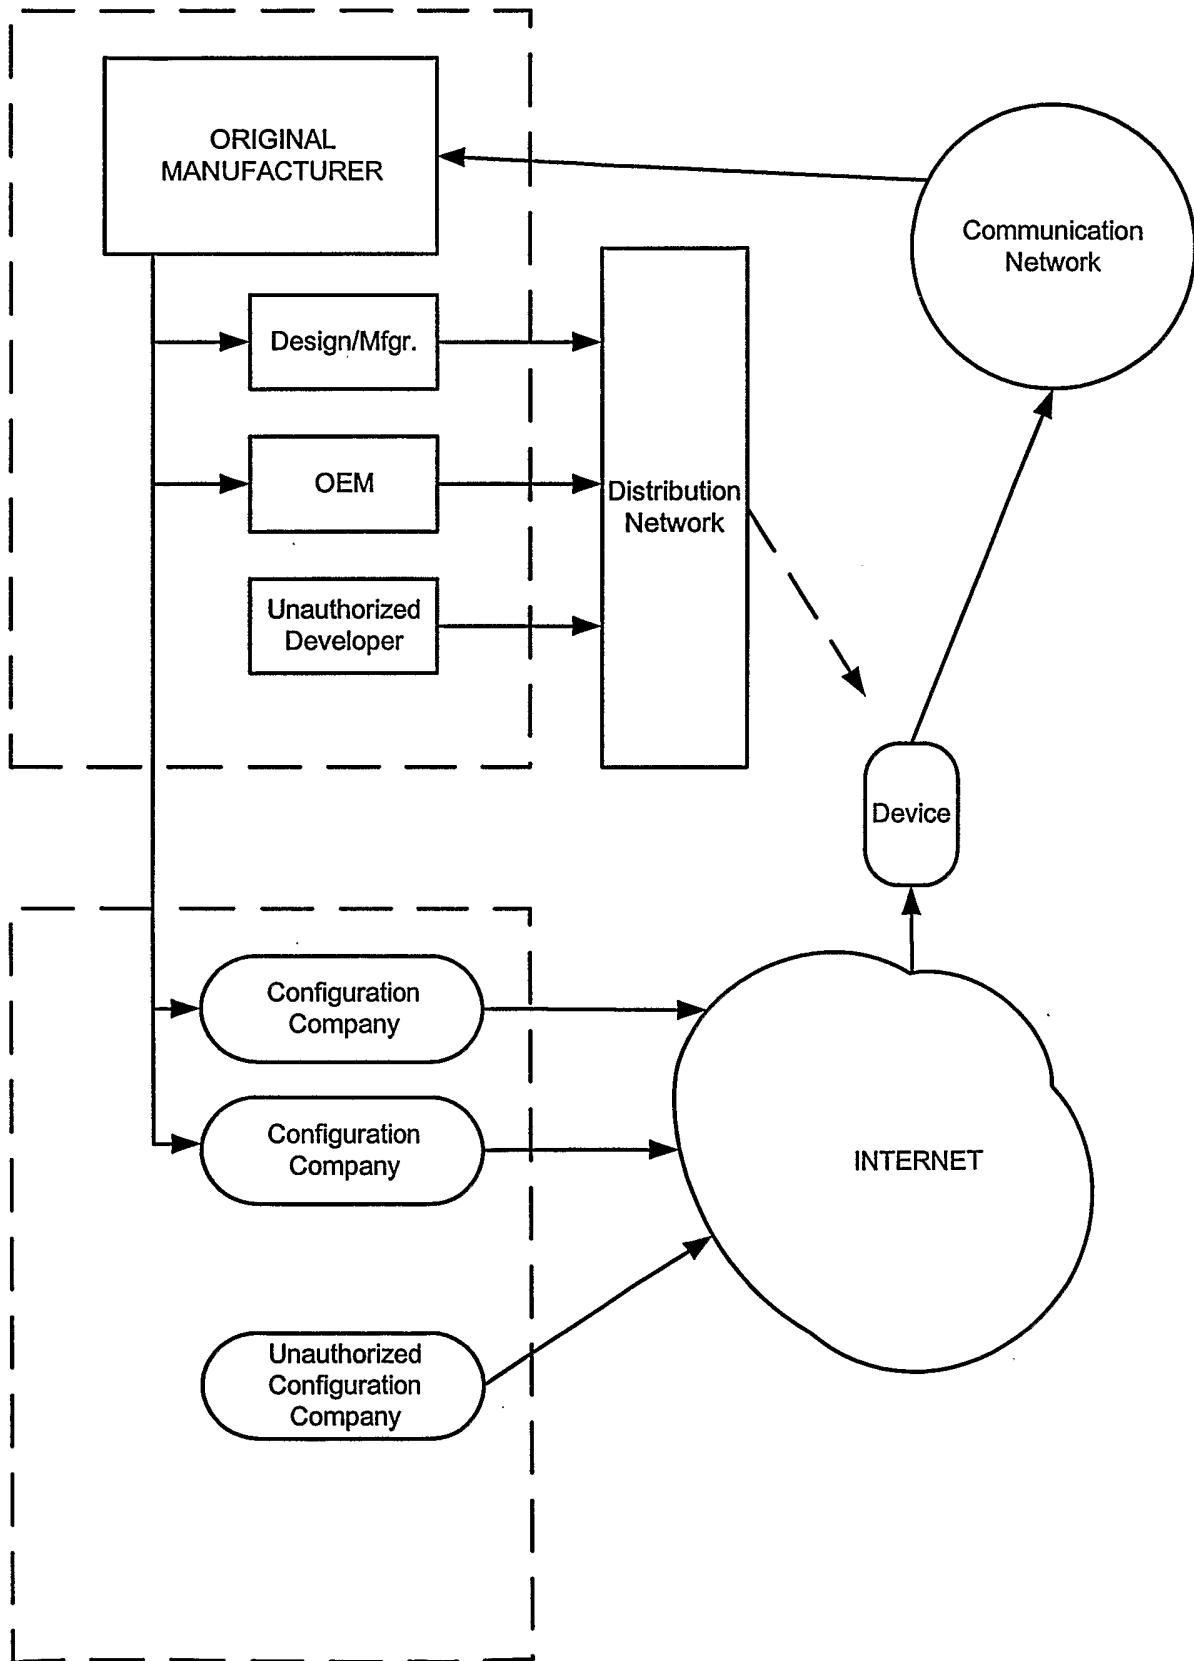 ORIGINAL
MANUFACTURER
Communication
Network
Design/Mfgr.
OEM
Distribution
Network
Unauthorized
Developer
Device
Configuration
Company
Configuration
Company
INTERNET
Unauthorized
Configuration
Company